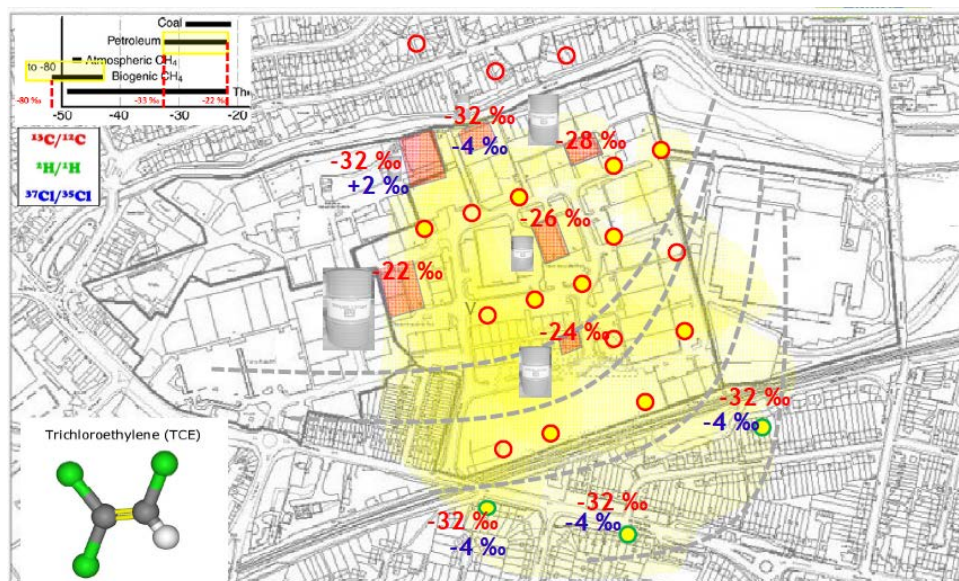 Coal
Petroleum
Atmospheric CH₄
to -80
Biogenic CH₄
The
-80 ‰
-33 ‰
-22 ‰
-50
-40
-30
-20
¹³C/¹²C
²H/¹H
³⁷Cl/³⁵Cl
-32 ‰
-4 ‰
-28 ‰
-32 ‰
+2 ‰
-26 ‰
-22 ‰
V
-24 ‰
-32 ‰
-4 ‰
Trichloroethylene (TCE)
-32 ‰
-4 ‰
-32 ‰
-4 ‰